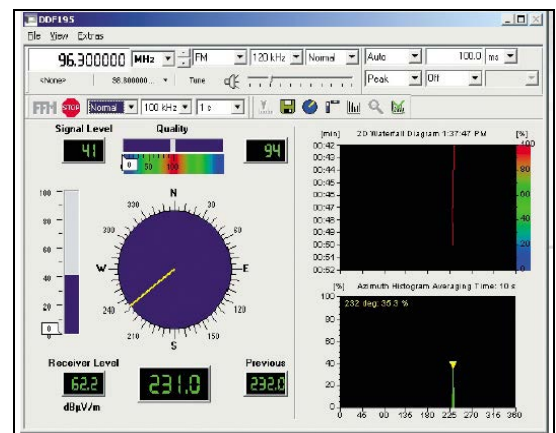 DDF195
File View Extras
96.300000 MHz FM 120 kHz Normal Auto 100.0 ms
<None> 96.800000... Tune Peak Off
FFM STOP Normal 100 kHz 1 s
Signal Level Quality
41 94
0 50 100
100
80
60
40
20
0
N
30
E
120
S
210
240
W
300
330
Receiver Level Previous
62.2 231.0 232.0
dBµV/m
[min] 2D Waterfall Diagram 1:37:47 PM [%]
00:42 100
00:43
00:44
00:45
00:46
00:47
00:48 40
00:49
00:50 20
00:51
00:52 0
[%] Azimuth Histogram Averaging Time: 10 s
232 deg: 35.3 %
100
80
60
40
20
0
0 45 90 135 180 225 270 315 360